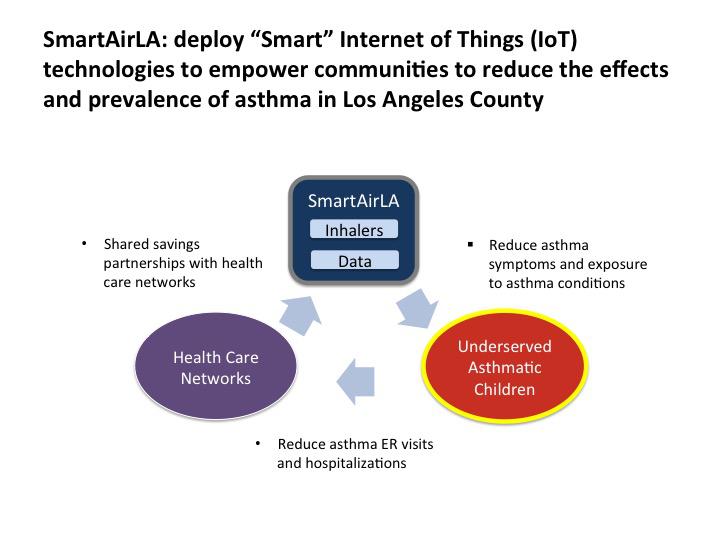 SmartAirLA: deploy “Smart” Internet of Things (IoT)
technologies to empower communities to reduce the effects
and prevalence of asthma in Los Angeles County
SmartAirLA
Inhalers
Data
• Shared savings
partnerships with health
care networks
▪ Reduce asthma
symptoms and exposure
to asthma conditions
Health Care
Networks
Underserved
Asthmatic
Children
• Reduce asthma ER visits
and hospitalizations